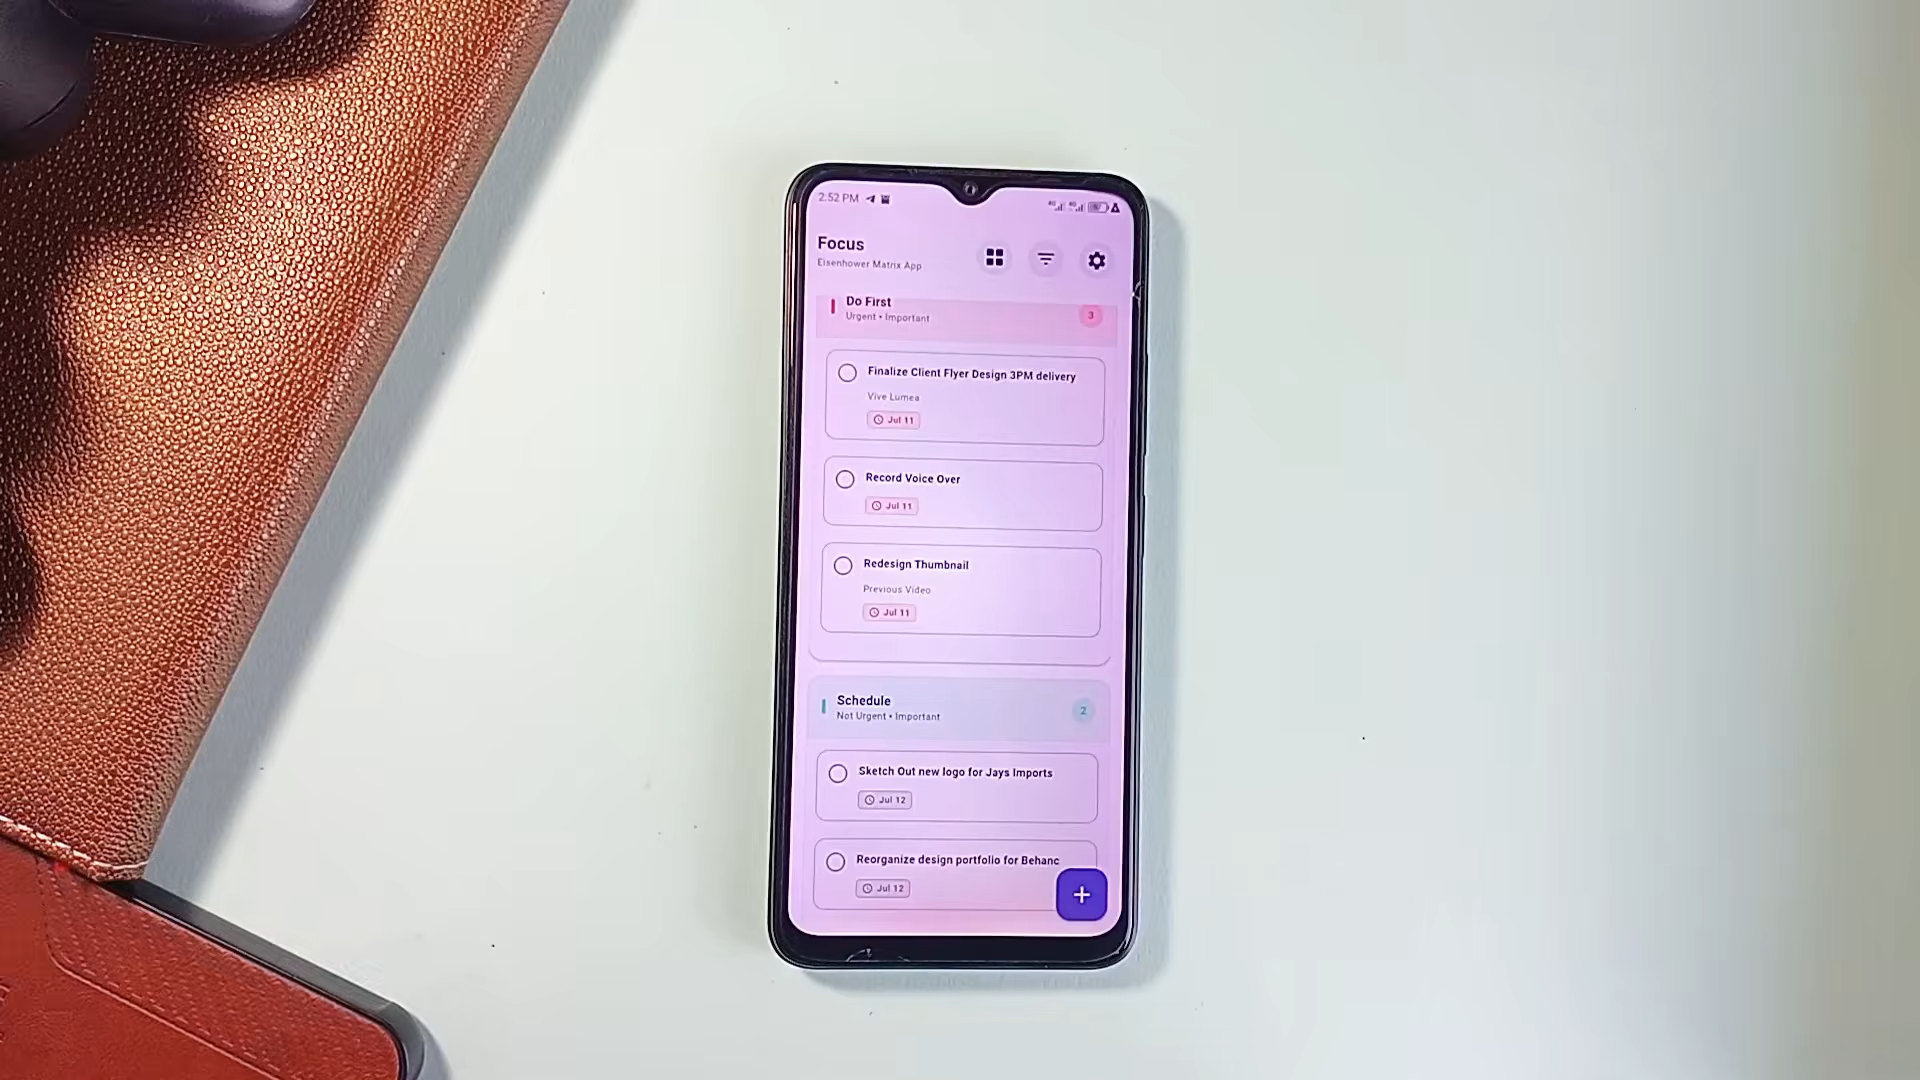 2:52 PM
Focus
Eisenhower Matrix App
Do First
Urgent • Important
3
Finalize Client Flyer Design 3PM delivery
Vive Lumea
Jul 11
Record Voice Over
Jul 11
Redesign Thumbnail
Previous Video
Jul 11
Schedule
Not Urgent • Important
2
Sketch Out new logo for Jays Imports
Jul 12
Reorganize design portfolio for Behanc
Jul 12
+